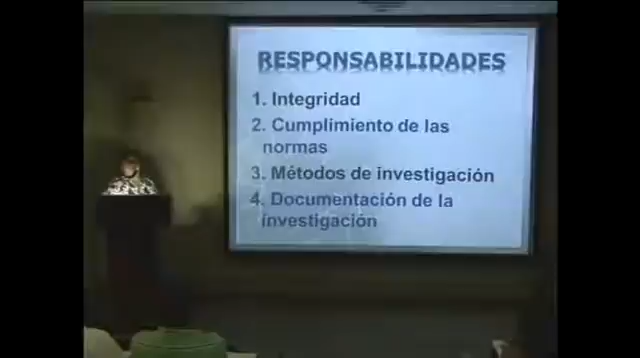 RESPONSABILIDADES
1. Integridad
2. Cumplimiento de las
normas
3. Métodos de investigación
4. Documentación de la
investigación